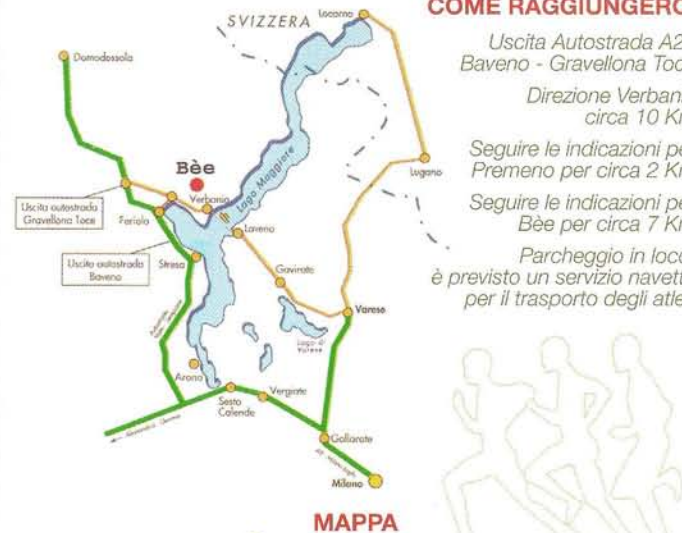 COME RAGGIUNGERC
Uscita Autostrada A2
Baveno - Gravellona Toc
Direzione Verbani
circa 10 K
Seguire le indicazioni pe
Premeno per circa 2 K
Seguire le indicazioni pe
Bèe per circa 7 K
Parcheggio in loco
è previsto un servizio navett
per il trasporto degli atle
SVIZZERA
Locarno
Domodossola
Bèe
Lago Maggiore
Lugano
Uscita autostrada
Gravellona Toce
Verbania
Feriolo
Laveno
Uscita autostrada
Baveno
Stresa
Gavirate
Varese
Lago di
Varese
Arona
Sesto
Calende
Vergiate
Gallarate
Milano
MAPPA